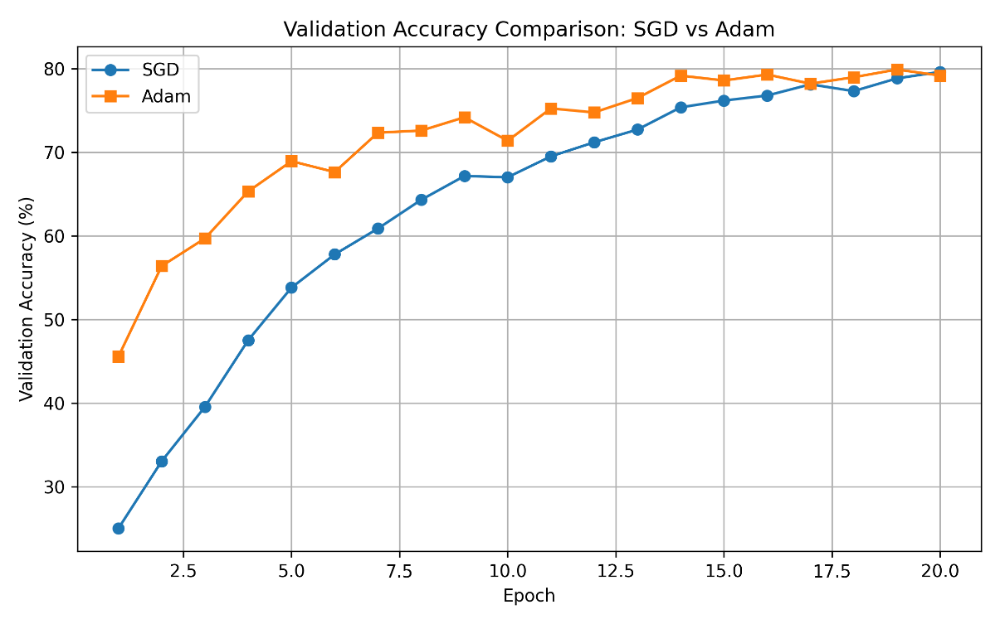 Validation Accuracy Comparison: SGD vs Adam
SGD
Adam
Validation Accuracy (%)
80
70
60
50
40
30
2.5 5.0 7.5 10.0 12.5 15.0 17.5 20.0
Epoch